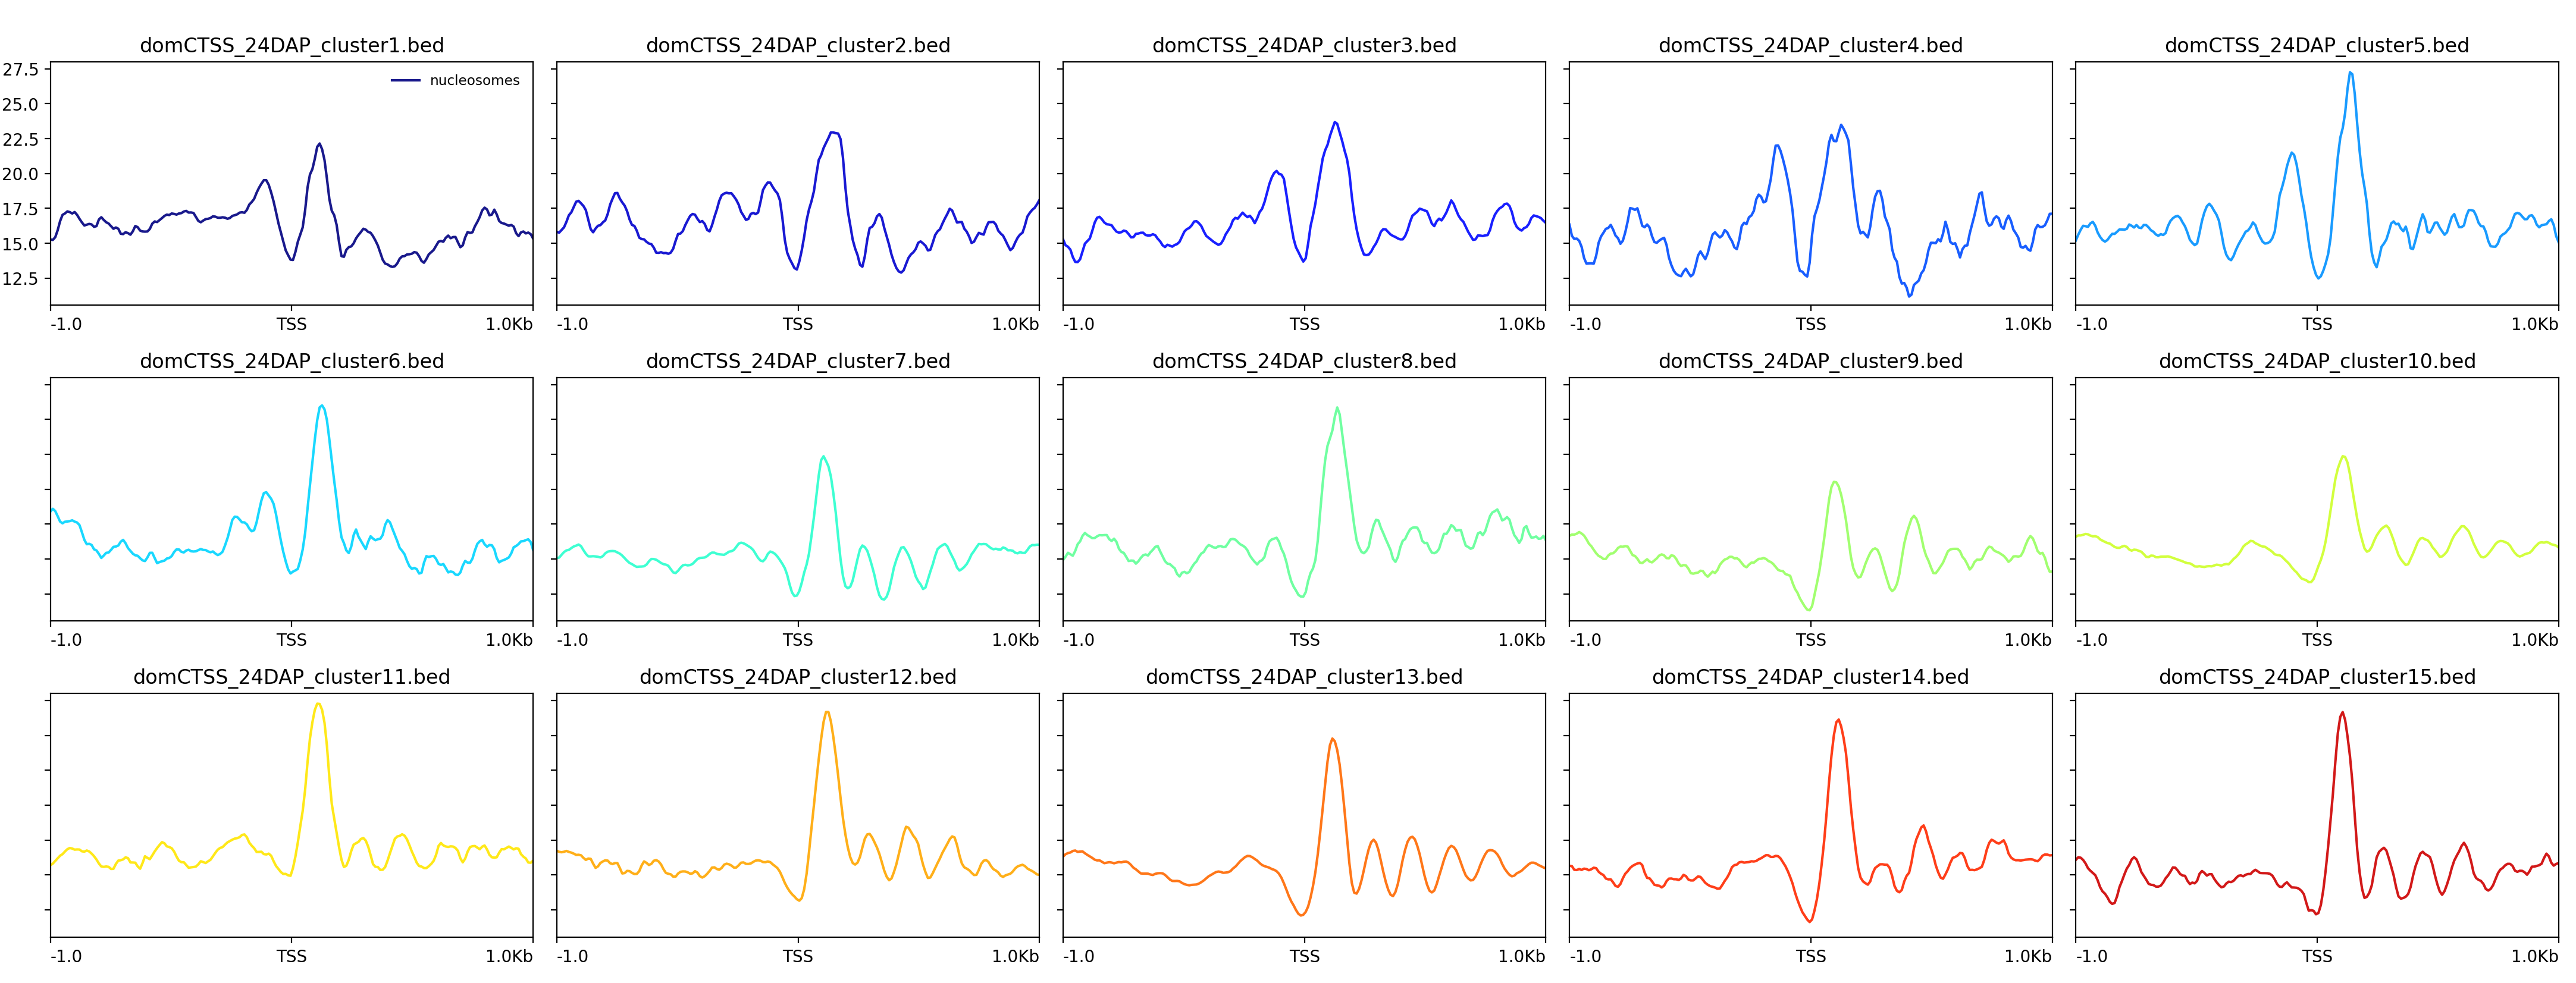 domCTSS_24DAP_cluster1.bed
domCTSS_24DAP_cluster2.bed
domCTSS_24DAP_cluster3.bed
domCTSS_24DAP_cluster4.bed
domCTSS_24DAP_cluster5.bed
27.5
25.0
22.5
20.0
17.5
15.0
12.5
nucleosomes
-1.0 TSS 1.0Kb
-1.0 TSS 1.0Kb
-1.0 TSS 1.0Kb
-1.0 TSS 1.0Kb
-1.0 TSS 1.0Kb
domCTSS_24DAP_cluster6.bed
domCTSS_24DAP_cluster7.bed
domCTSS_24DAP_cluster8.bed
domCTSS_24DAP_cluster9.bed
domCTSS_24DAP_cluster10.bed
-1.0 TSS 1.0Kb
-1.0 TSS 1.0Kb
-1.0 TSS 1.0Kb
-1.0 TSS 1.0Kb
-1.0 TSS 1.0Kb
domCTSS_24DAP_cluster11.bed
domCTSS_24DAP_cluster12.bed
domCTSS_24DAP_cluster13.bed
domCTSS_24DAP_cluster14.bed
domCTSS_24DAP_cluster15.bed
-1.0 TSS 1.0Kb
-1.0 TSS 1.0Kb
-1.0 TSS 1.0Kb
-1.0 TSS 1.0Kb
-1.0 TSS 1.0Kb